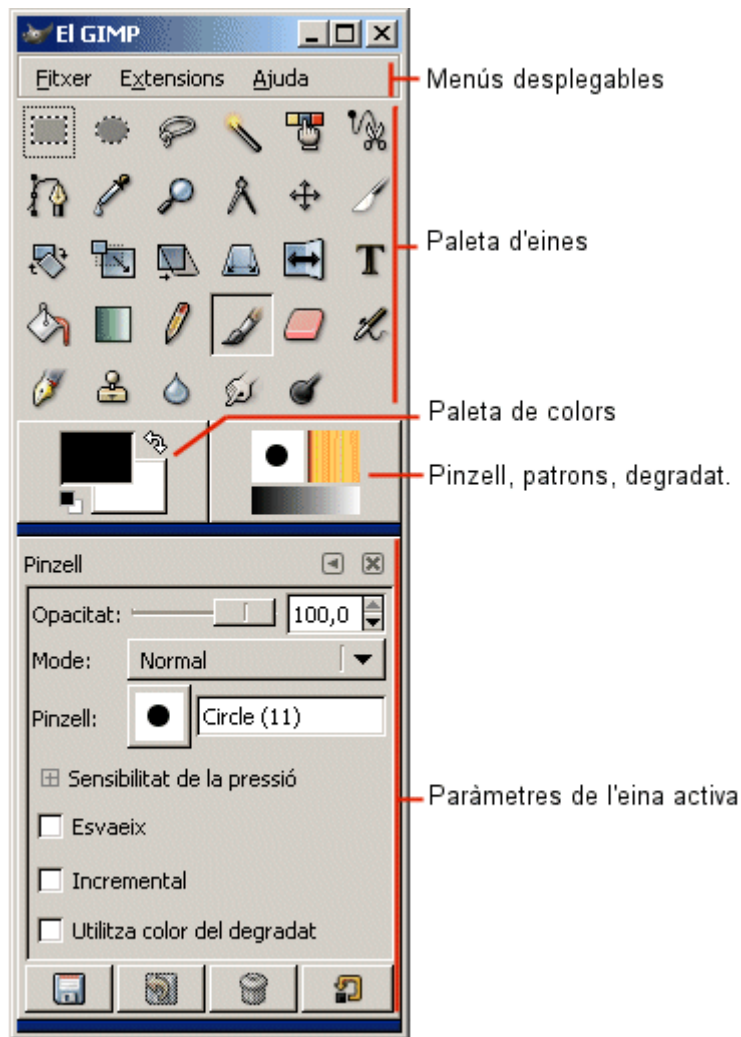 El GIMP
Fitxer Extensions Ajuda
Menús desplegables
T
Paleta d'eines
Paleta de colors
Pinzell, patrons, degradat.
Pinzell
Opacitat: 100,0
Mode: Normal
Pinzell: Circle (11)
Sensibilitat de la pressió
Paràmetres de l'eina activa
Esvaeix
Incremental
Utilitza color del degradat